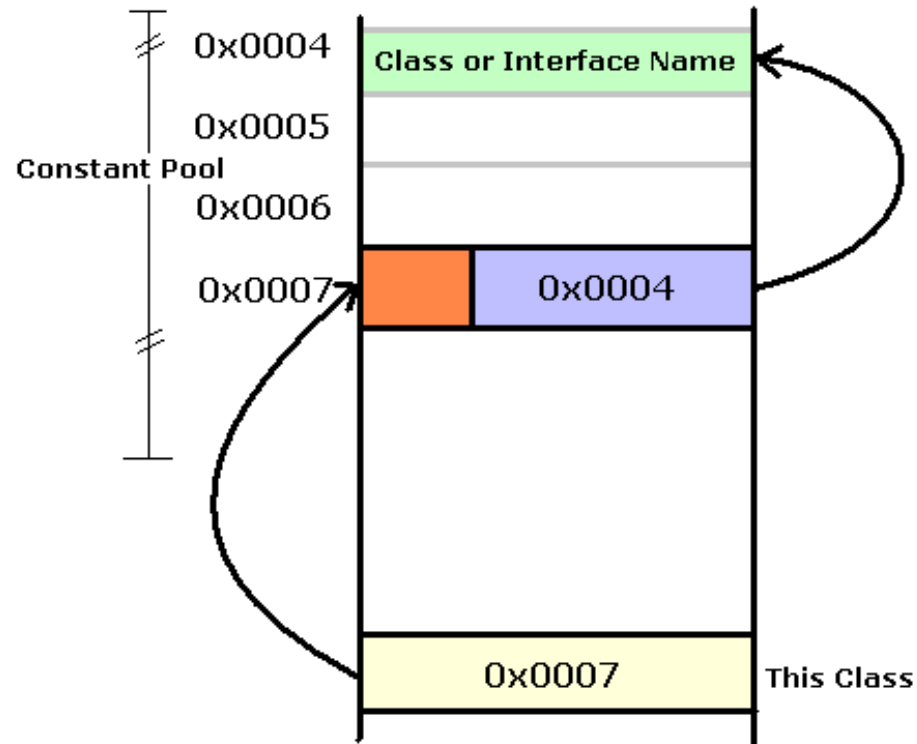 0x0004
Class or Interface Name
0x0005
Constant Pool
0x0006
0x0007
0x0004
0x0007
This Class